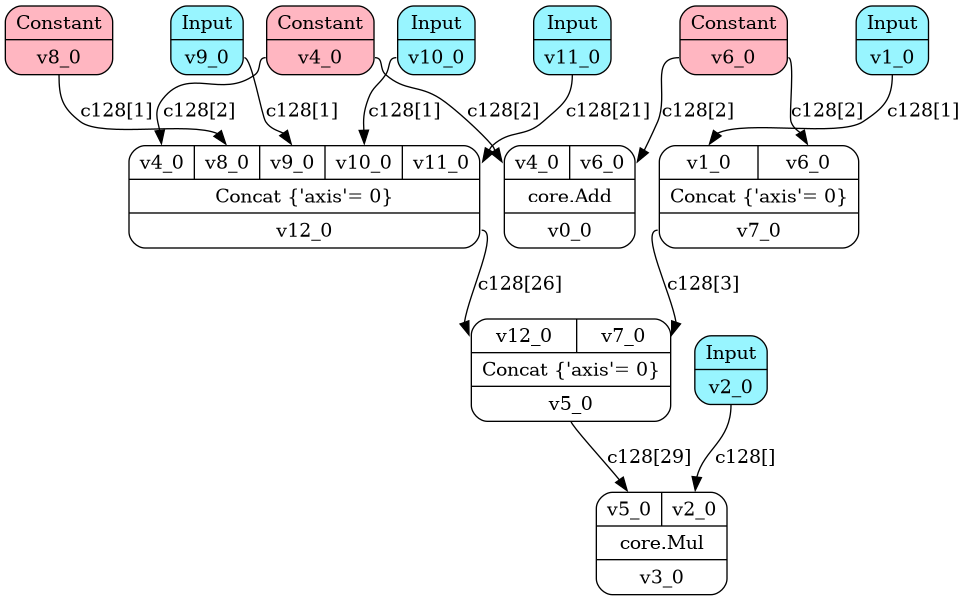 Constant
v8_0
Input
v9_0
Constant
v4_0
Input
v10_0
Input
v11_0
Constant
v6_0
Input
v1_0
c128[1]
c128[2]
c128[1]
c128[1]
c128[2]
c128[21]
c128[2]
c128[2]
c128[1]
v4_0 v8_0 v9_0 v10_0 v11_0
Concat {'axis'= 0}
v12_0
v4_0 v6_0
core.Add
v0_0
v1_0 v6_0
Concat {'axis'= 0}
v7_0
c128[26]
c128[3]
v12_0 v7_0
Concat {'axis'= 0}
v5_0
Input
v2_0
c128[29]
c128[]
v5_0 v2_0
core.Mul
v3_0